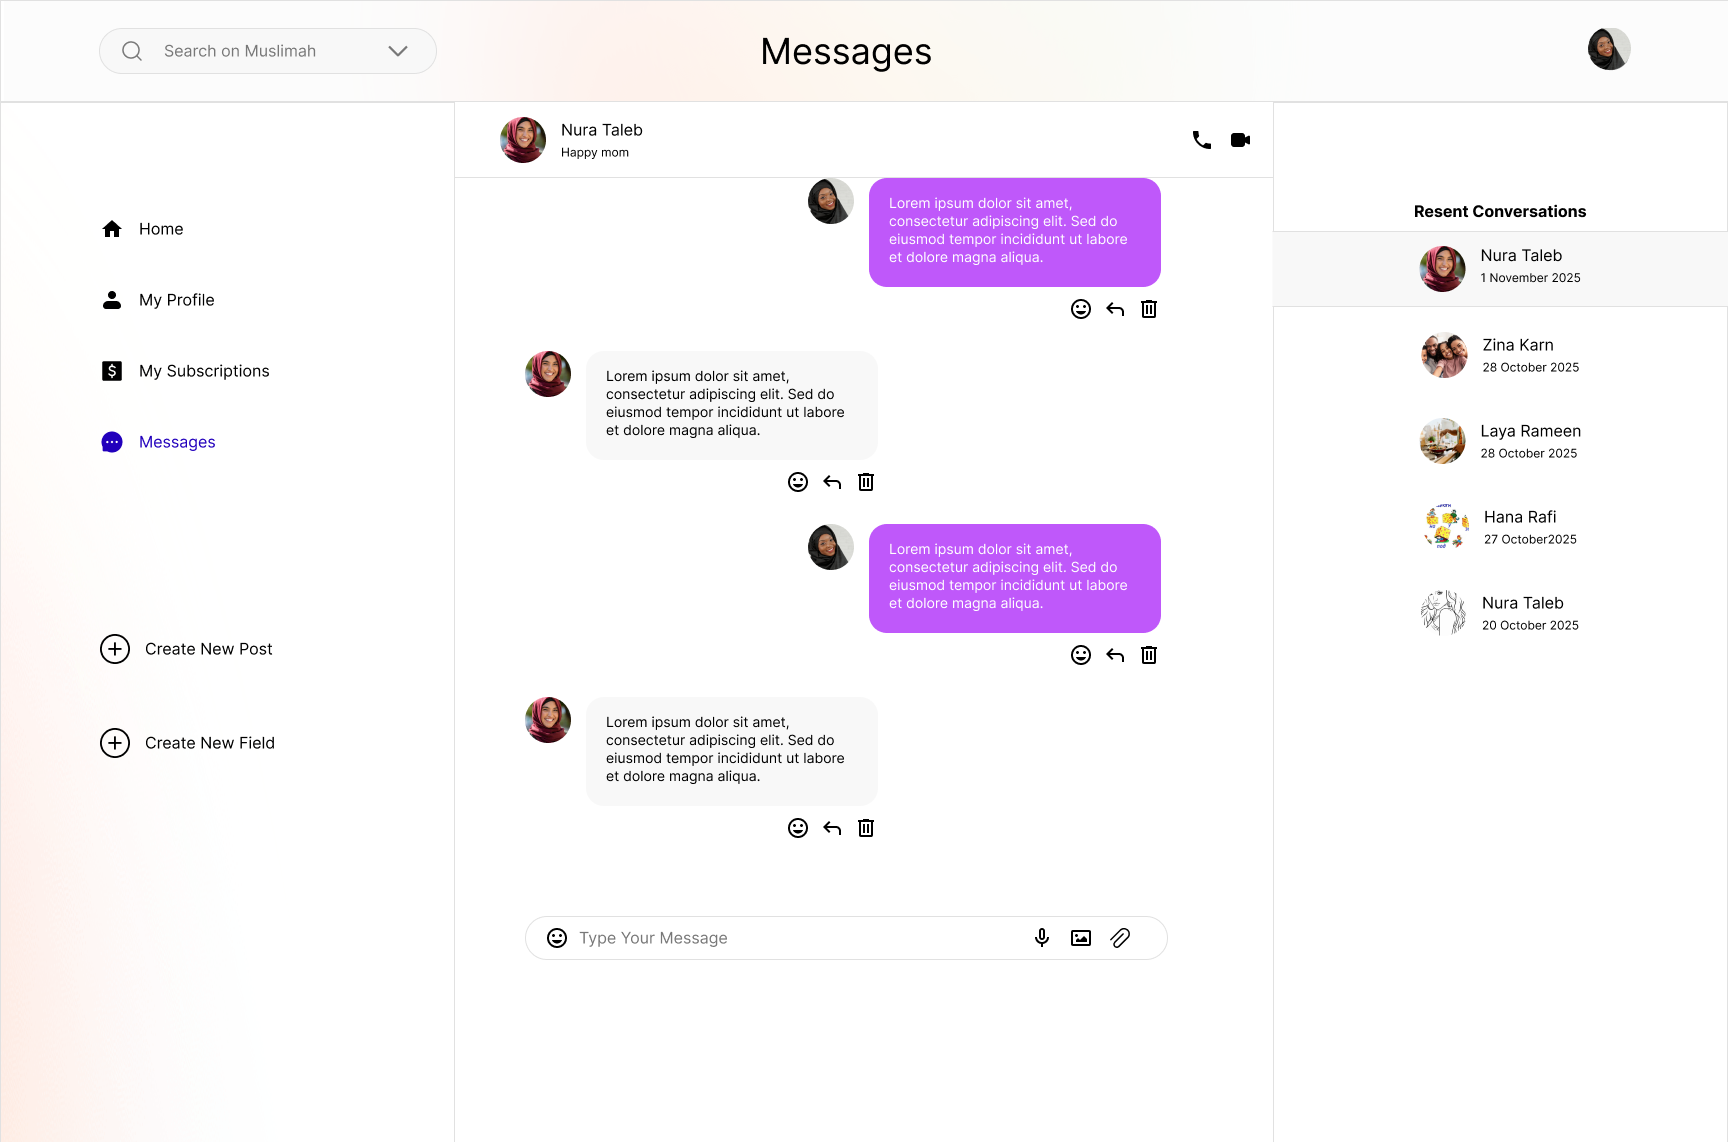 Search on Muslimah
Messages
Home
My Profile
My Subscriptions
Messages
Create New Post
Create New Field
Nura Taleb
Happy mom
Lorem ipsum dolor sit amet,
consectetur adipiscing elit. Sed do
eiusmod tempor incididunt ut labore
et dolore magna aliqua.
Lorem ipsum dolor sit amet,
consectetur adipiscing elit. Sed do
eiusmod tempor incididunt ut labore
et dolore magna aliqua.
Lorem ipsum dolor sit amet,
consectetur adipiscing elit. Sed do
eiusmod tempor incididunt ut labore
et dolore magna aliqua.
Lorem ipsum dolor sit amet,
consectetur adipiscing elit. Sed do
eiusmod tempor incididunt ut labore
et dolore magna aliqua.
Type Your Message
Resent Conversations
Nura Taleb
1 November 2025
Zina Karn
28 October 2025
Laya Rameen
28 October 2025
Hana Rafi
27 October2025
Nura Taleb
20 October 2025